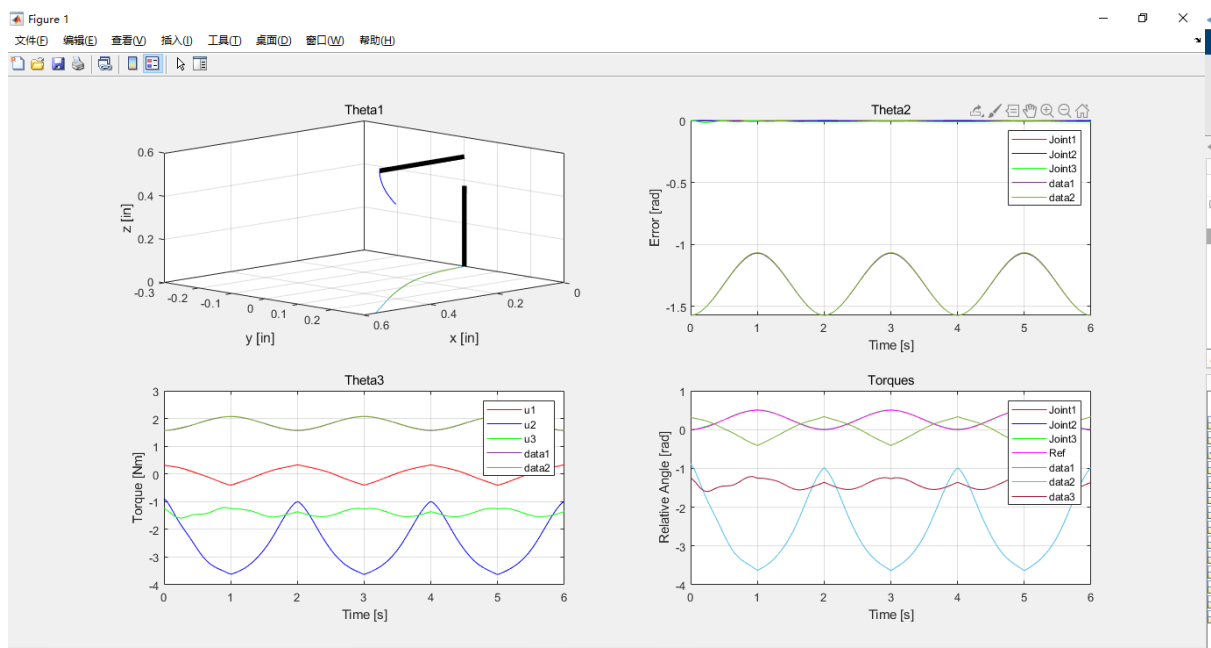 Figure 1
文件(F) 编辑(E) 查看(V) 插入(I) 工具(T) 桌面(D) 窗口(W) 帮助(H)
Theta1
0.6
0.4
0.2
0
z [in]
-0.3 -0.2 -0.1 0 0.1 0.2
y [in]
0.6 0.4 0.2 0
x [in]
Theta2
0
-0.5
-1
-1.5
Error [rad]
Joint1
Joint2
Joint3
data1
data2
0 1 2 3 4 5 6
Time [s]
Theta3
3
2
1
0
-1
-2
-3
-4
Torque [Nm]
u1
u2
u3
data1
data2
0 1 2 3 4 5 6
Time [s]
Torques
1
0
-1
-2
-3
-4
Relative Angle [rad]
Joint1
Joint2
Joint3
Ref
data1
data2
data3
0 1 2 3 4 5 6
Time [s]